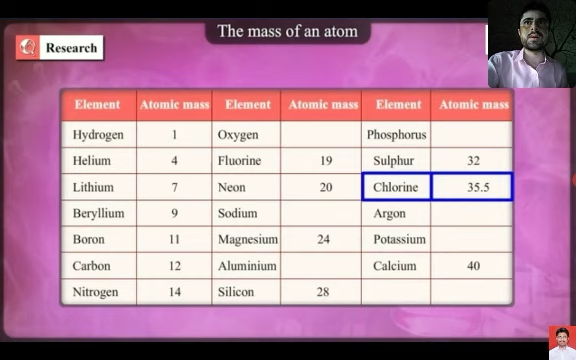 The mass of an atom
Research
Element Atomic mass Element Atomic mass Element Atomic mass
Hydrogen 1 Oxygen Phosphorus
Helium 4 Fluorine 19 Sulphur 32
Lithium 7 Neon 20 Chlorine 35.5
Beryllium 9 Sodium Argon
Boron 11 Magnesium 24 Potassium
Carbon 12 Aluminium Calcium 40
Nitrogen 14 Silicon 28